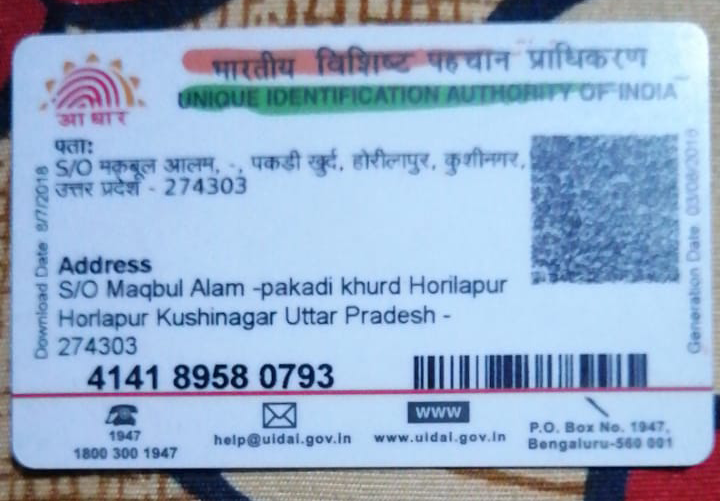 भारतीय विशिष्ट पहचान प्राधिकरण
UNIQUE IDENTIFICATION AUTHORITY OF INDIA
आधार
पता:
S/O मकबूल आलम, -, पकडी खुर्द, होरीलापुर, कुशीनगर,
उत्तर प्रदेश - 274303
Download Date 8/7/2018
Generation Date 03/08/2018
Address
S/O Maqbul Alam -pakadi khurd Horilapur
Horlapur Kushinagar Uttar Pradesh -
274303
4141 8958 0793
1947
1800 300 1947
help@uidai.gov.in
WWW
www.uidai.gov.in
P.O. Box No. 1947,
Bengaluru-560 001